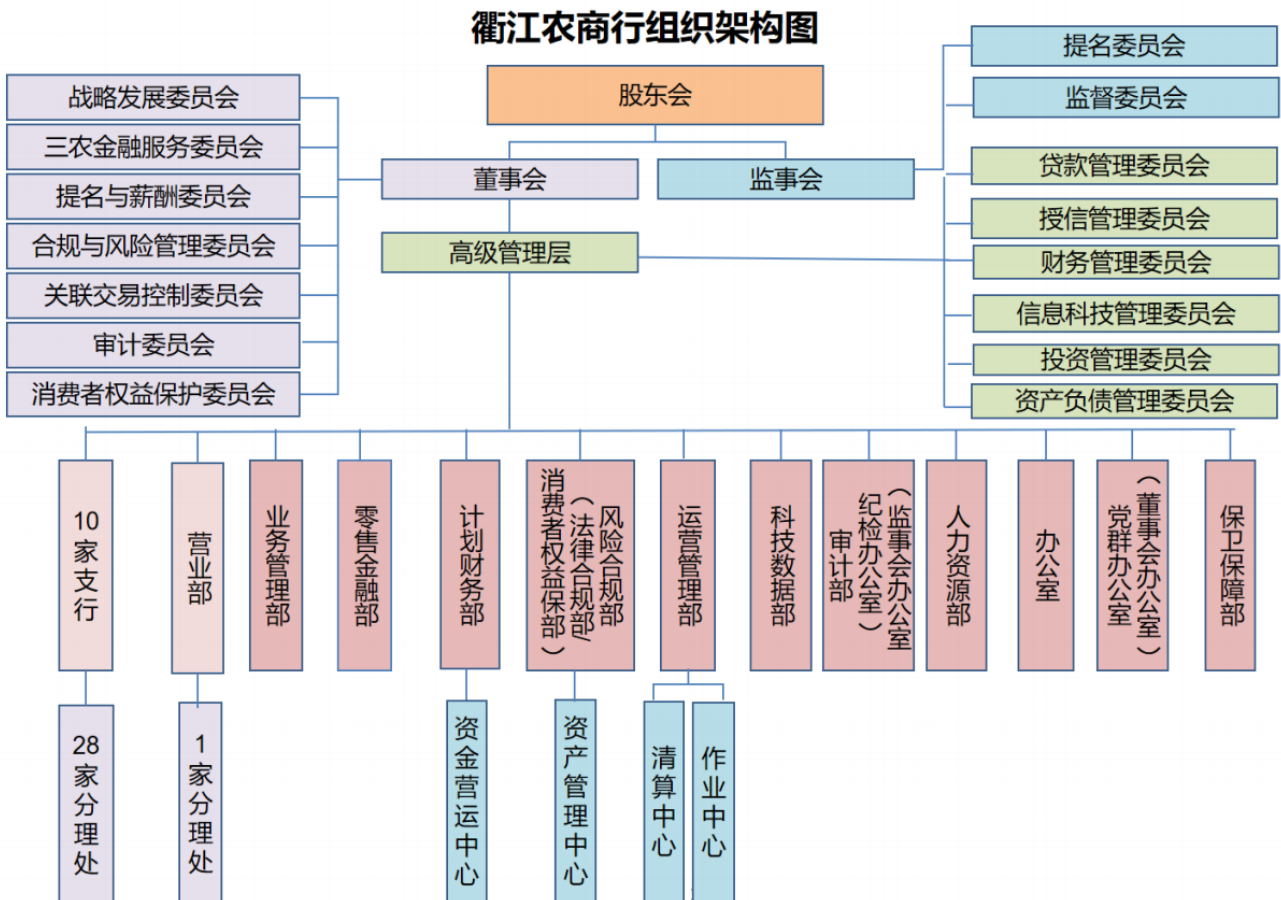 衢江农商行组织架构图
股东会
董事会
监事会
高级管理层
战略发展委员会
三农金融服务委员会
提名与薪酬委员会
合规与风险管理委员会
关联交易控制委员会
审计委员会
消费者权益保护委员会
提名委员会
监督委员会
贷款管理委员会
授信管理委员会
财务管理委员会
信息科技管理委员会
投资管理委员会
资产负债管理委员会
10家支行
营业部
业务管理部
零售金融部
计划财务部
风险合规部
（法律合规部/
消费者权益保部）
运营管理部
科技数据部
审计部
（监事会办公室
纪检办公室）
人力资源部
办公室
党群办公室
（董事会办公室）
保卫保障部
28家分理处
1家分理处
资金营运中心
资产管理中心
清算中心
作业中心